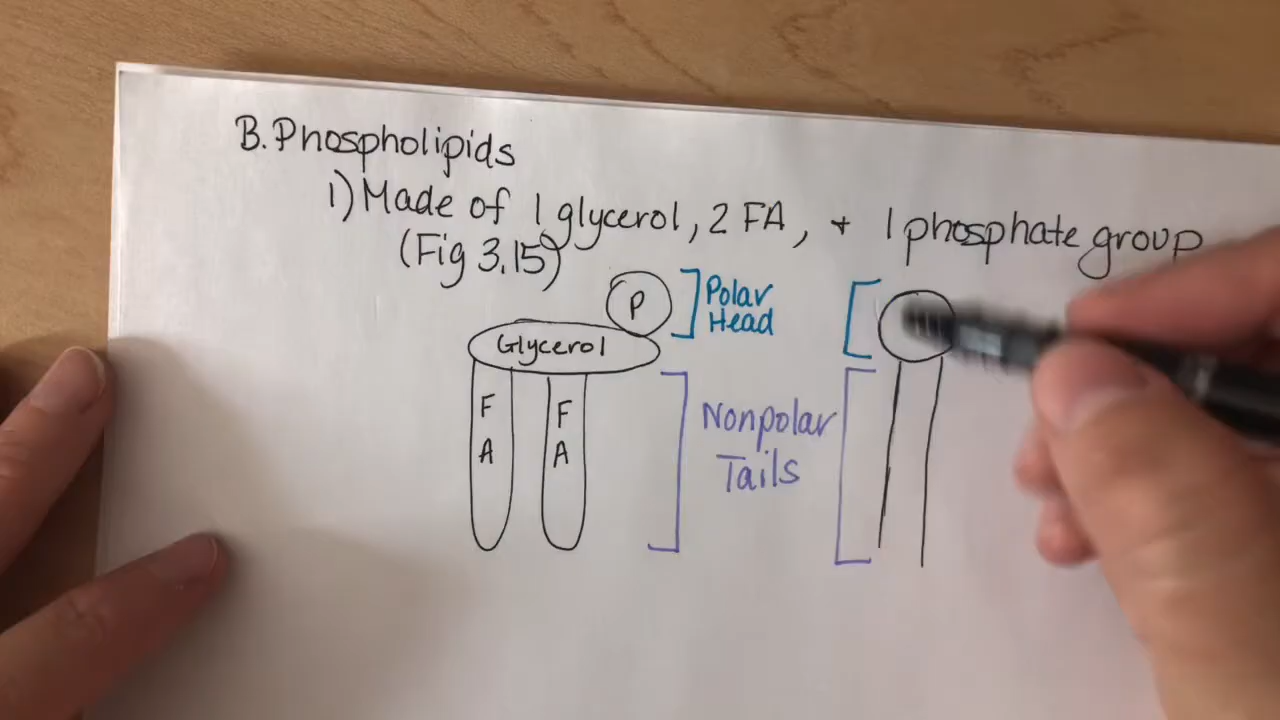 B. Phospholipids
1) Made of 1 glycerol, 2 FA, + 1 phosphate group
(Fig 3.15)
P
Polar
Head
Glycerol
F
A
F
A
Nonpolar
Tails